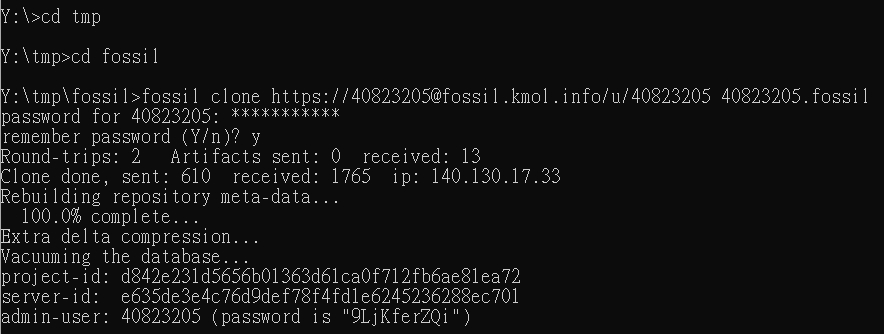 Y:\>cd tmp
Y:\tmp>cd fossil
Y:\tmp\fossil>fossil clone https://40823205@fossil.kmol.info/u/40823205 40823205.fossil
password for 40823205: ***********
remember password (Y/n)? y
Round-trips: 2   Artifacts sent: 0  received: 13
Clone done, sent: 610  received: 1765  ip: 140.130.17.33
Rebuilding repository meta-data...
  100.0% complete...
Extra delta compression...
Vacuuming the database...
project-id: d842e231d5656b01363d61ca0f712fb6ae81ea72
server-id:  e635de3e4c76d9def78f4fd1e6245236288ec701
admin-user: 40823205 (password is "9LjKferZQi")